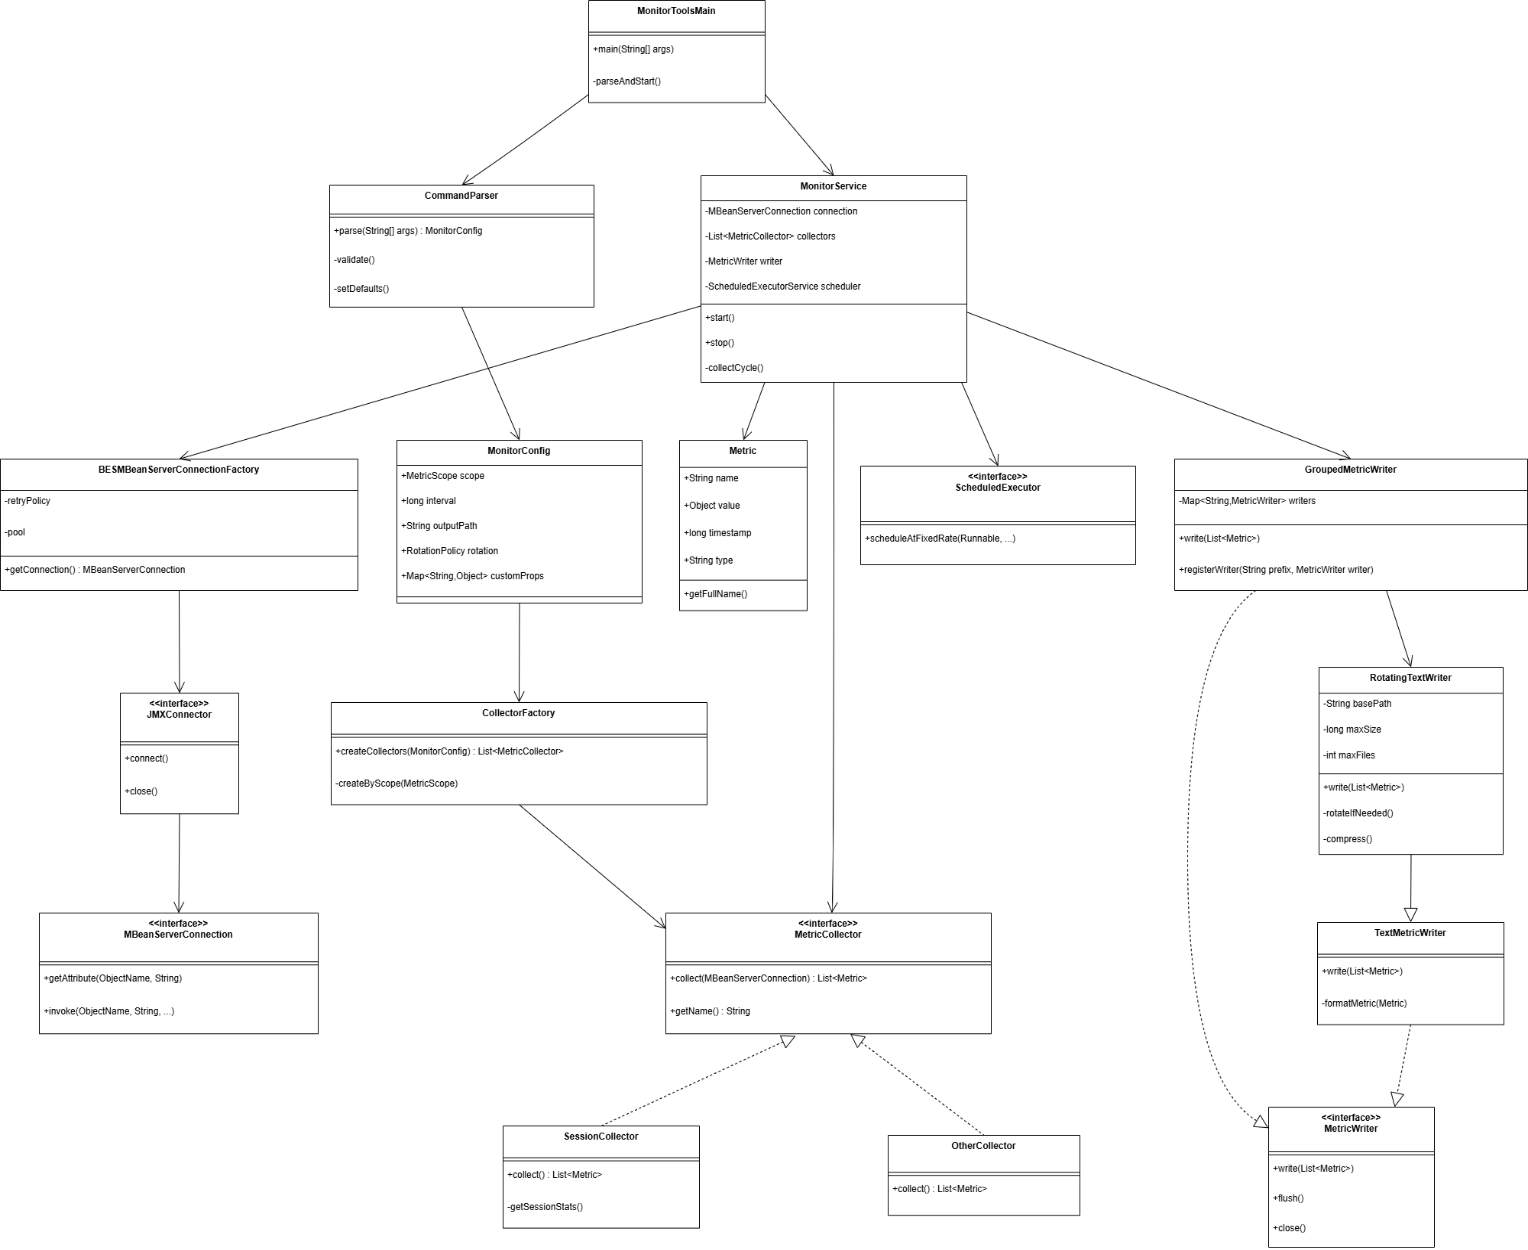 MonitorToolsMain
+main(String[] args)
-parseAndStart()
CommandParser
+parse(String[] args) : MonitorConfig
-validate()
-setDefaults()
MonitorService
-MBeanServerConnection connection
-List<MetricCollector> collectors
-MetricWriter writer
-ScheduledExecutorService scheduler
+start()
+stop()
-collectCycle()
BESMBeanServerConnectionFactory
-retryPolicy
-pool
+getConnection() : MBeanServerConnection
MonitorConfig
+MetricScope scope
+long interval
+String outputPath
+RotationPolicy rotation
+Map<String,Object> customProps
Metric
+String name
+Object value
+long timestamp
+String type
+getFullName()
<<interface>>
ScheduledExecutor
+scheduleAtFixedRate(Runnable, ...)
GroupedMetricWriter
-Map<String,MetricWriter> writers
+write(List<Metric>)
+registerWriter(String prefix, MetricWriter writer)
<<interface>>
JMXConnector
+connect()
+close()
CollectorFactory
+createCollectors(MonitorConfig) : List<MetricCollector>
-createByScope(MetricScope)
RotatingTextWriter
-String basePath
-long maxSize
-int maxFiles
+write(List<Metric>)
-rotateIfNeeded()
-compress()
<<interface>>
MBeanServerConnection
+getAttribute(ObjectName, String)
+invoke(ObjectName, String, ...)
<<interface>>
MetricCollector
+collect(MBeanServerConnection) : List<Metric>
+getName() : String
TextMetricWriter
+write(List<Metric>)
-formatMetric(Metric)
SessionCollector
+collect() : List<Metric>
-getSessionStats()
OtherCollector
+collect() : List<Metric>
<<interface>>
MetricWriter
+write(List<Metric>)
+flush()
+close()